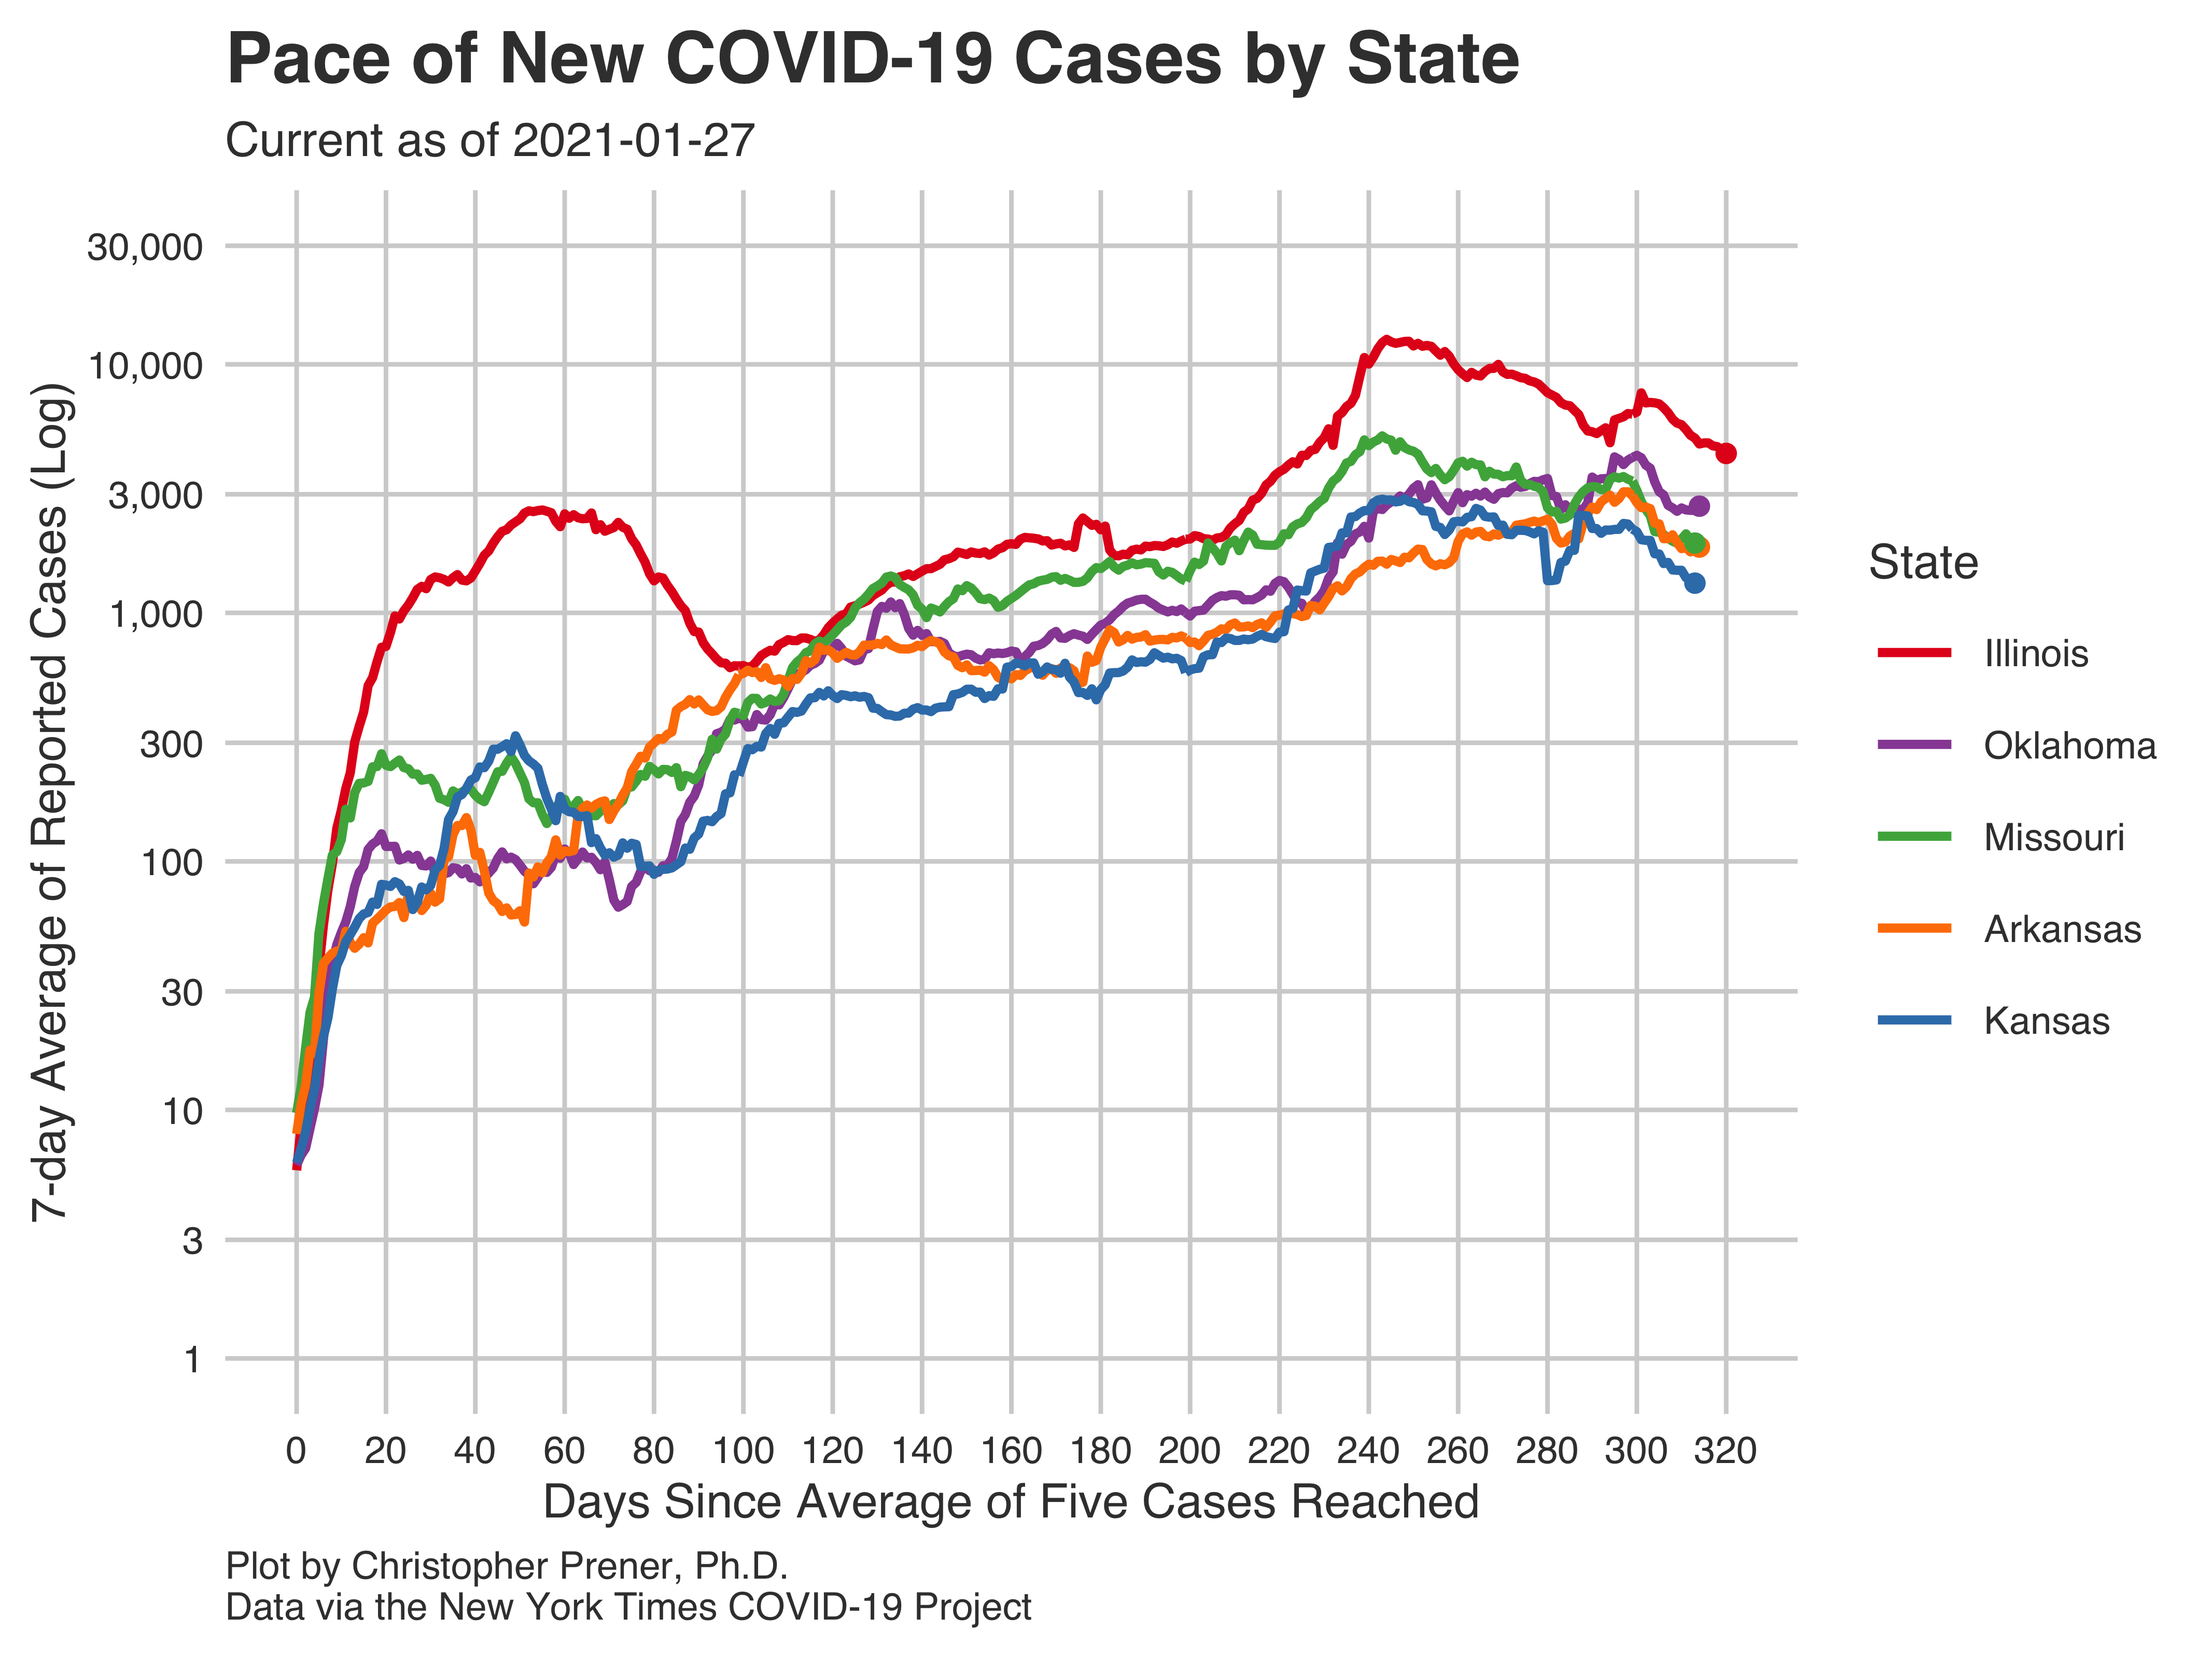 Pace of New COVID-19 Cases by State
Current as of 2021-01-27
7-day Average of Reported Cases (Log)
30,000
10,000
3,000
1,000
300
100
30
10
3
1
0 20 40 60 80 100 120 140 160 180 200 220 240 260 280 300 320
Days Since Average of Five Cases Reached
State
Illinois
Oklahoma
Missouri
Arkansas
Kansas
Plot by Christopher Prener, Ph.D.
Data via the New York Times COVID-19 Project